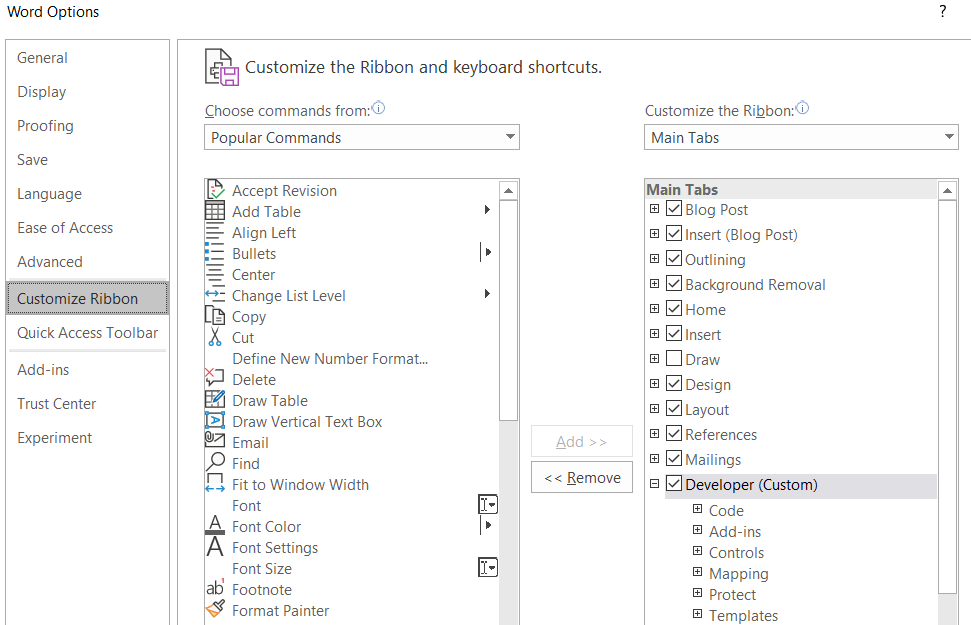 Word Options
?
General
Display
Proofing
Save
Language
Ease of Access
Advanced
Customize Ribbon
Quick Access Toolbar
Add-ins
Trust Center
Experiment
Customize the Ribbon and keyboard shortcuts.
Choose commands from:
Popular Commands
Accept Revision
Add Table
Align Left
Bullets
Center
Change List Level
Copy
Cut
Define New Number Format...
Delete
Draw Table
Draw Vertical Text Box
Email
Find
Fit to Window Width
Font
Font Color
Font Settings
Font Size
Footnote
Format Painter
Add >>
<< Remove
Customize the Ribbon:
Main Tabs
Main Tabs
Blog Post
Insert (Blog Post)
Outlining
Background Removal
Home
Insert
Draw
Design
Layout
References
Mailings
Developer (Custom)
Code
Add-ins
Controls
Mapping
Protect
Templates